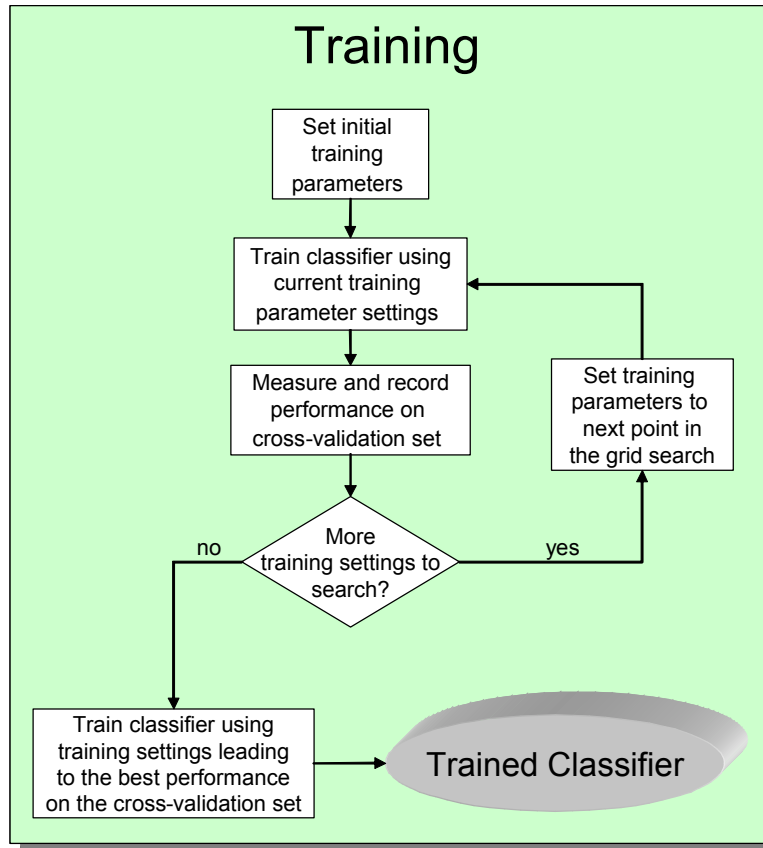 Training
Set initial
training
parameters
Train classifier using
current training
parameter settings
Measure and record
performance on
cross-validation set
Set training
parameters to
next point in
the grid search
More
training settings to
search?
no
yes
Train classifier using
training settings leading
to the best performance
on the cross-validation set
Trained Classifier